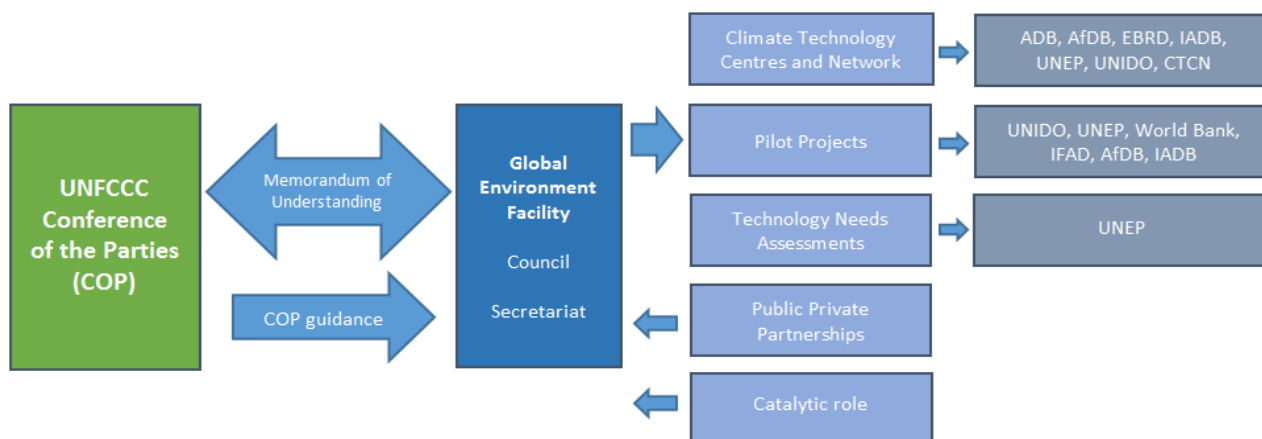 UNFCCC
Conference
of the Parties
(COP)
Memorandum of
Understanding
COP guidance
Global
Environment
Facility
Council
Secretariat
Climate Technology
Centres and Network
ADB, AfDB, EBRD, IADB,
UNEP, UNIDO, CTCN
Pilot Projects
UNIDO, UNEP, World Bank,
IFAD, AfDB, IADB
Technology Needs
Assessments
UNEP
Public Private
Partnerships
Catalytic role